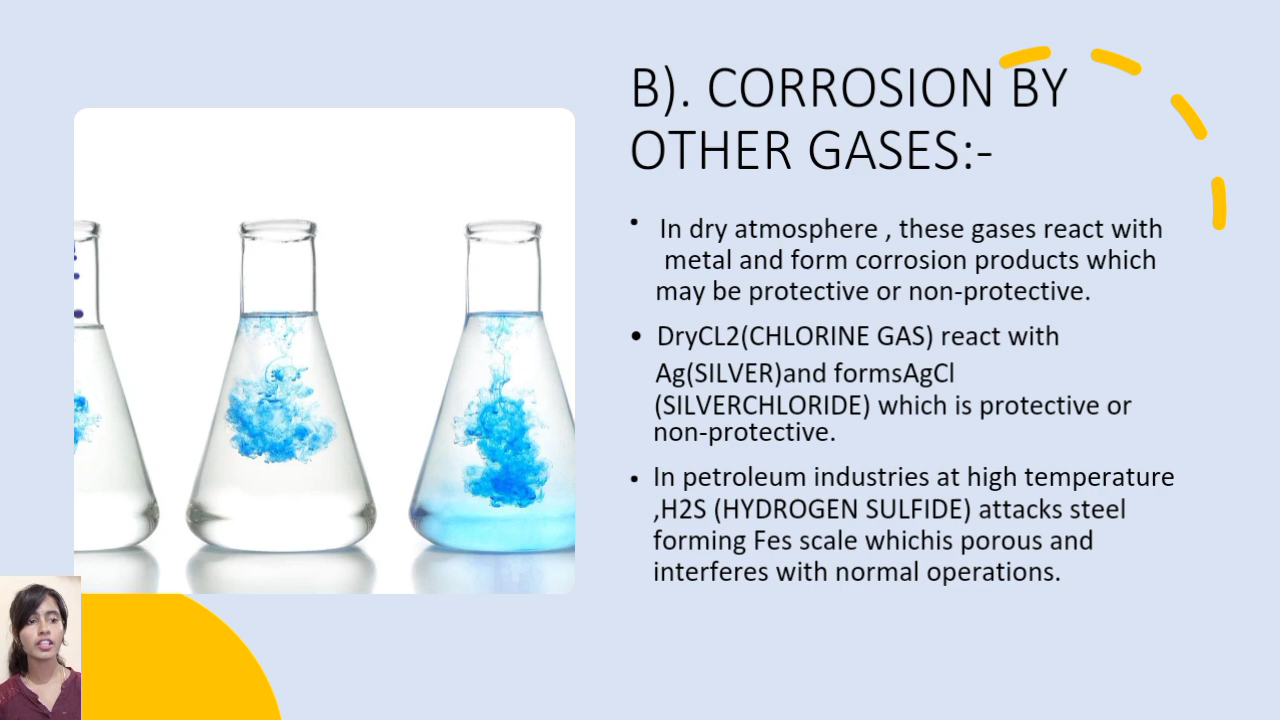 B). CORROSION BY
OTHER GASES:-
• In dry atmosphere , these gases react with
metal and form corrosion products which
may be protective or non-protective.
• DryCL2(CHLORINE GAS) react with
Ag(SILVER)and formsAgCl
(SILVERCHLORIDE) which is protective or
non-protective.
• In petroleum industries at high temperature
,H2S (HYDROGEN SULFIDE) attacks steel
forming Fes scale whichis porous and
interferes with normal operations.